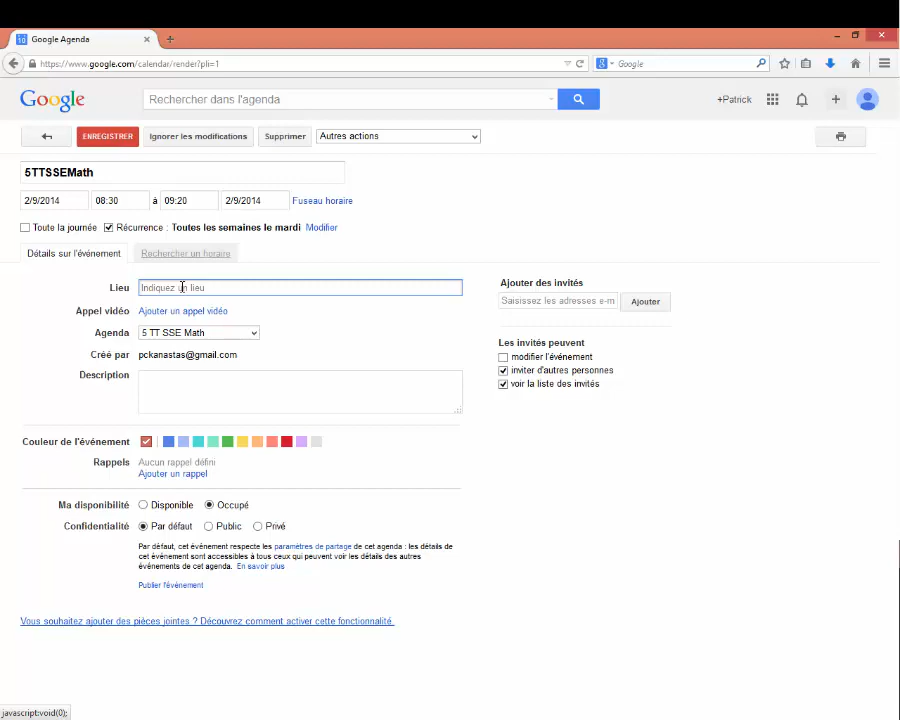 Google Agenda
https://www.google.com/calendar/render?pli=1
Google
Google
Rechercher dans l'agenda
+Patrick
ENREGISTRER
Ignorer les modifications
Supprimer
Autres actions
5TTSSEMath
2/9/2014 08:30 à 09:20 2/9/2014 Fuseau horaire
Toute la journée Récurrence : Toutes les semaines le mardi Modifier
Détails sur l'événement Rechercher un horaire
Lieu Indiquez un lieu
Appel vidéo Ajouter un appel vidéo
Agenda 5 TT SSE Math
Créé par pckanastas@gmail.com
Description
Couleur de l'événement
Rappels Aucun rappel défini
Ajouter un rappel
Ma disponibilité Disponible Occupé
Confidentialité Par défaut Public Privé
Par défaut, cet événement respecte les paramètres de partage de cet agenda : les détails de
cet événement sont accessibles à tous ceux qui peuvent voir les détails des autres
événements de cet agenda. En savoir plus
Publier l'événement
Vous souhaitez ajouter des pièces jointes ? Découvrez comment activer cette fonctionnalité.
Ajouter des invités
Saisissez les adresses e-m Ajouter
Les invités peuvent
modifier l'événement
inviter d'autres personnes
voir la liste des invités
javascript:void(0);